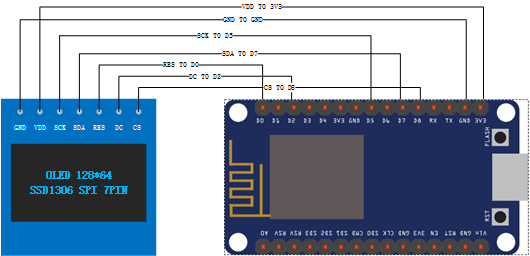 VDD TO 3V3
GND TO GND
SCK TO D5
SDA TO D7
RES TO D0
DC TO D2
CS TO D8
GND VDD SCK SDA RES DC CS
D0 D1 D2 D3 D4 3V3 GND D5 D6 D7 D8 RX TX GND 3V3
FLASH
OLED 128*64
SSD1306 SPI 7PIN
RST
A0 RSV RSV SD3 SD2 SD1 CMD SD0 CLK GND 3V3 EN RST GND Vin